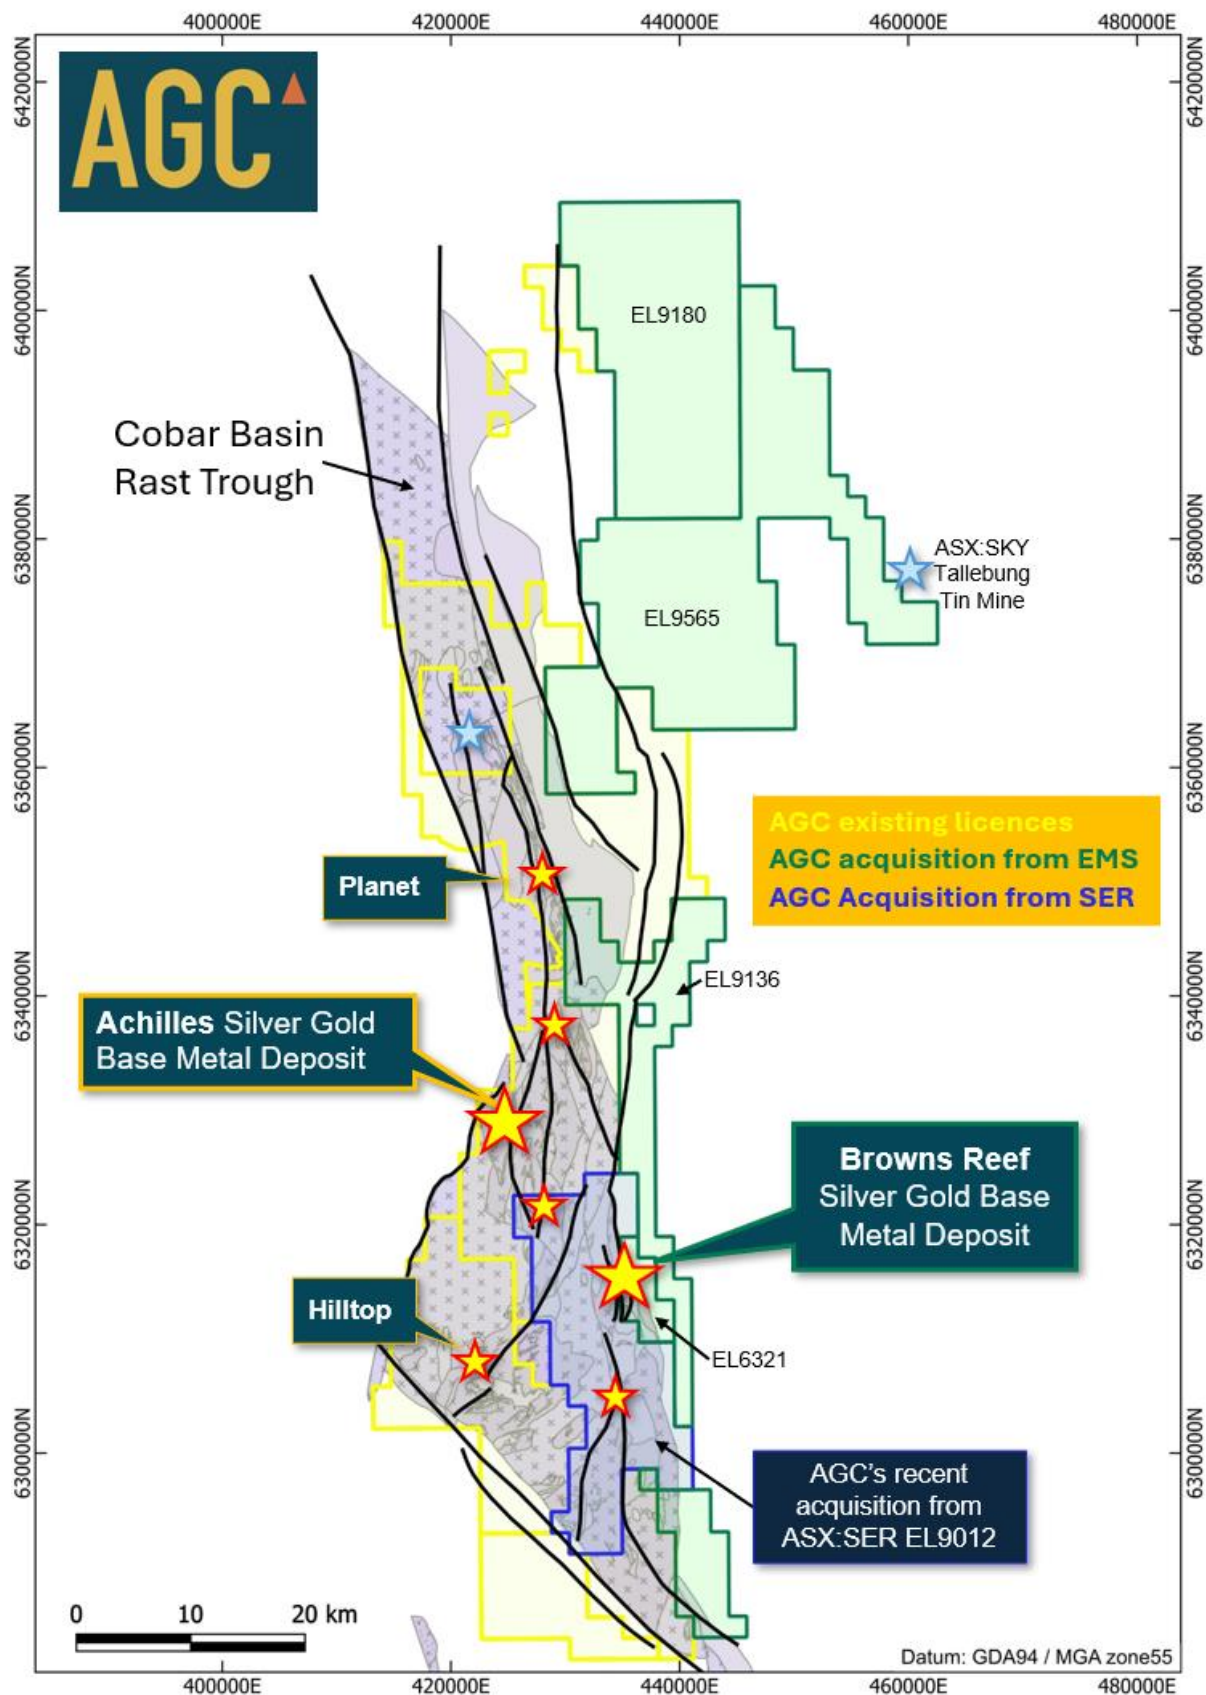 400000E
420000E
440000E
460000E
480000E
6420000N
6420000N
AGC
6400000N
6400000N
EL9180
Cobar Basin
Rast Trough
6380000N
6380000N
ASX:SKY
Tallebung
Tin Mine
EL9565
6360000N
6360000N
AGC existing licences
AGC acquisition from EMS
AGC Acquisition from SER
Planet
EL9136
6340000N
6340000N
Achilles Silver Gold
Base Metal Deposit
Browns Reef
Silver Gold Base
Metal Deposit
6320000N
6320000N
Hilltop
EL6321
6300000N
6300000N
AGC's recent
acquisition from
ASX:SER EL9012
0
10
20 km
Datum: GDA94 / MGA zone55
400000E
420000E
440000E
460000E
480000E